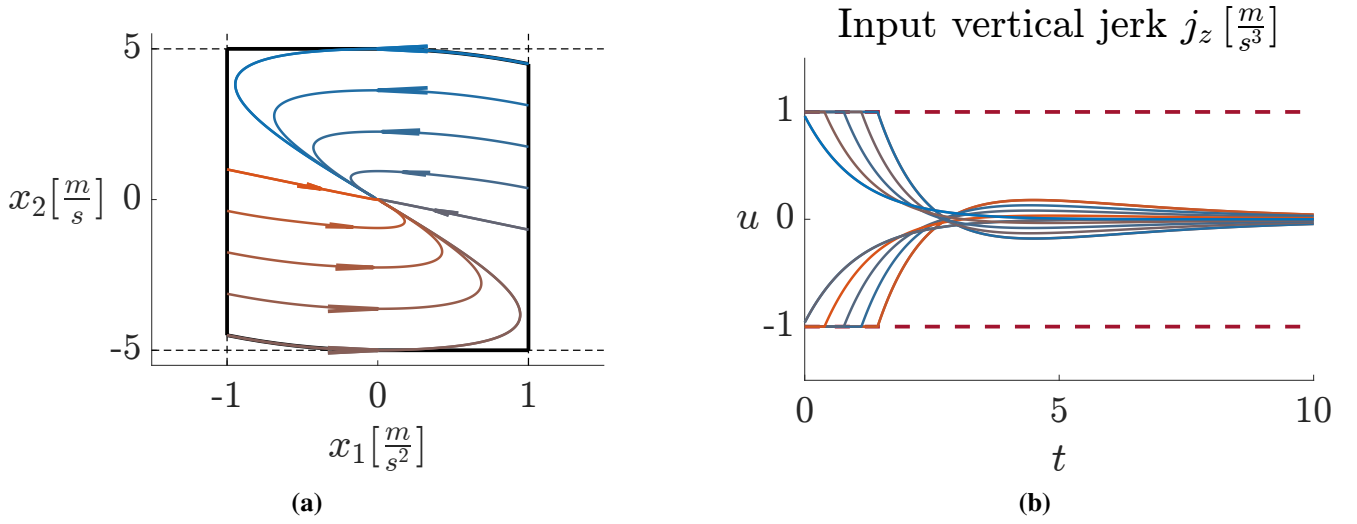 5
x₂[m/s] 0
-5
-1 0 1
x₁[m/s²]
(a)
Input vertical jerk j_z [m/s³]
1
u 0
-1
0 5 10
t
(b)